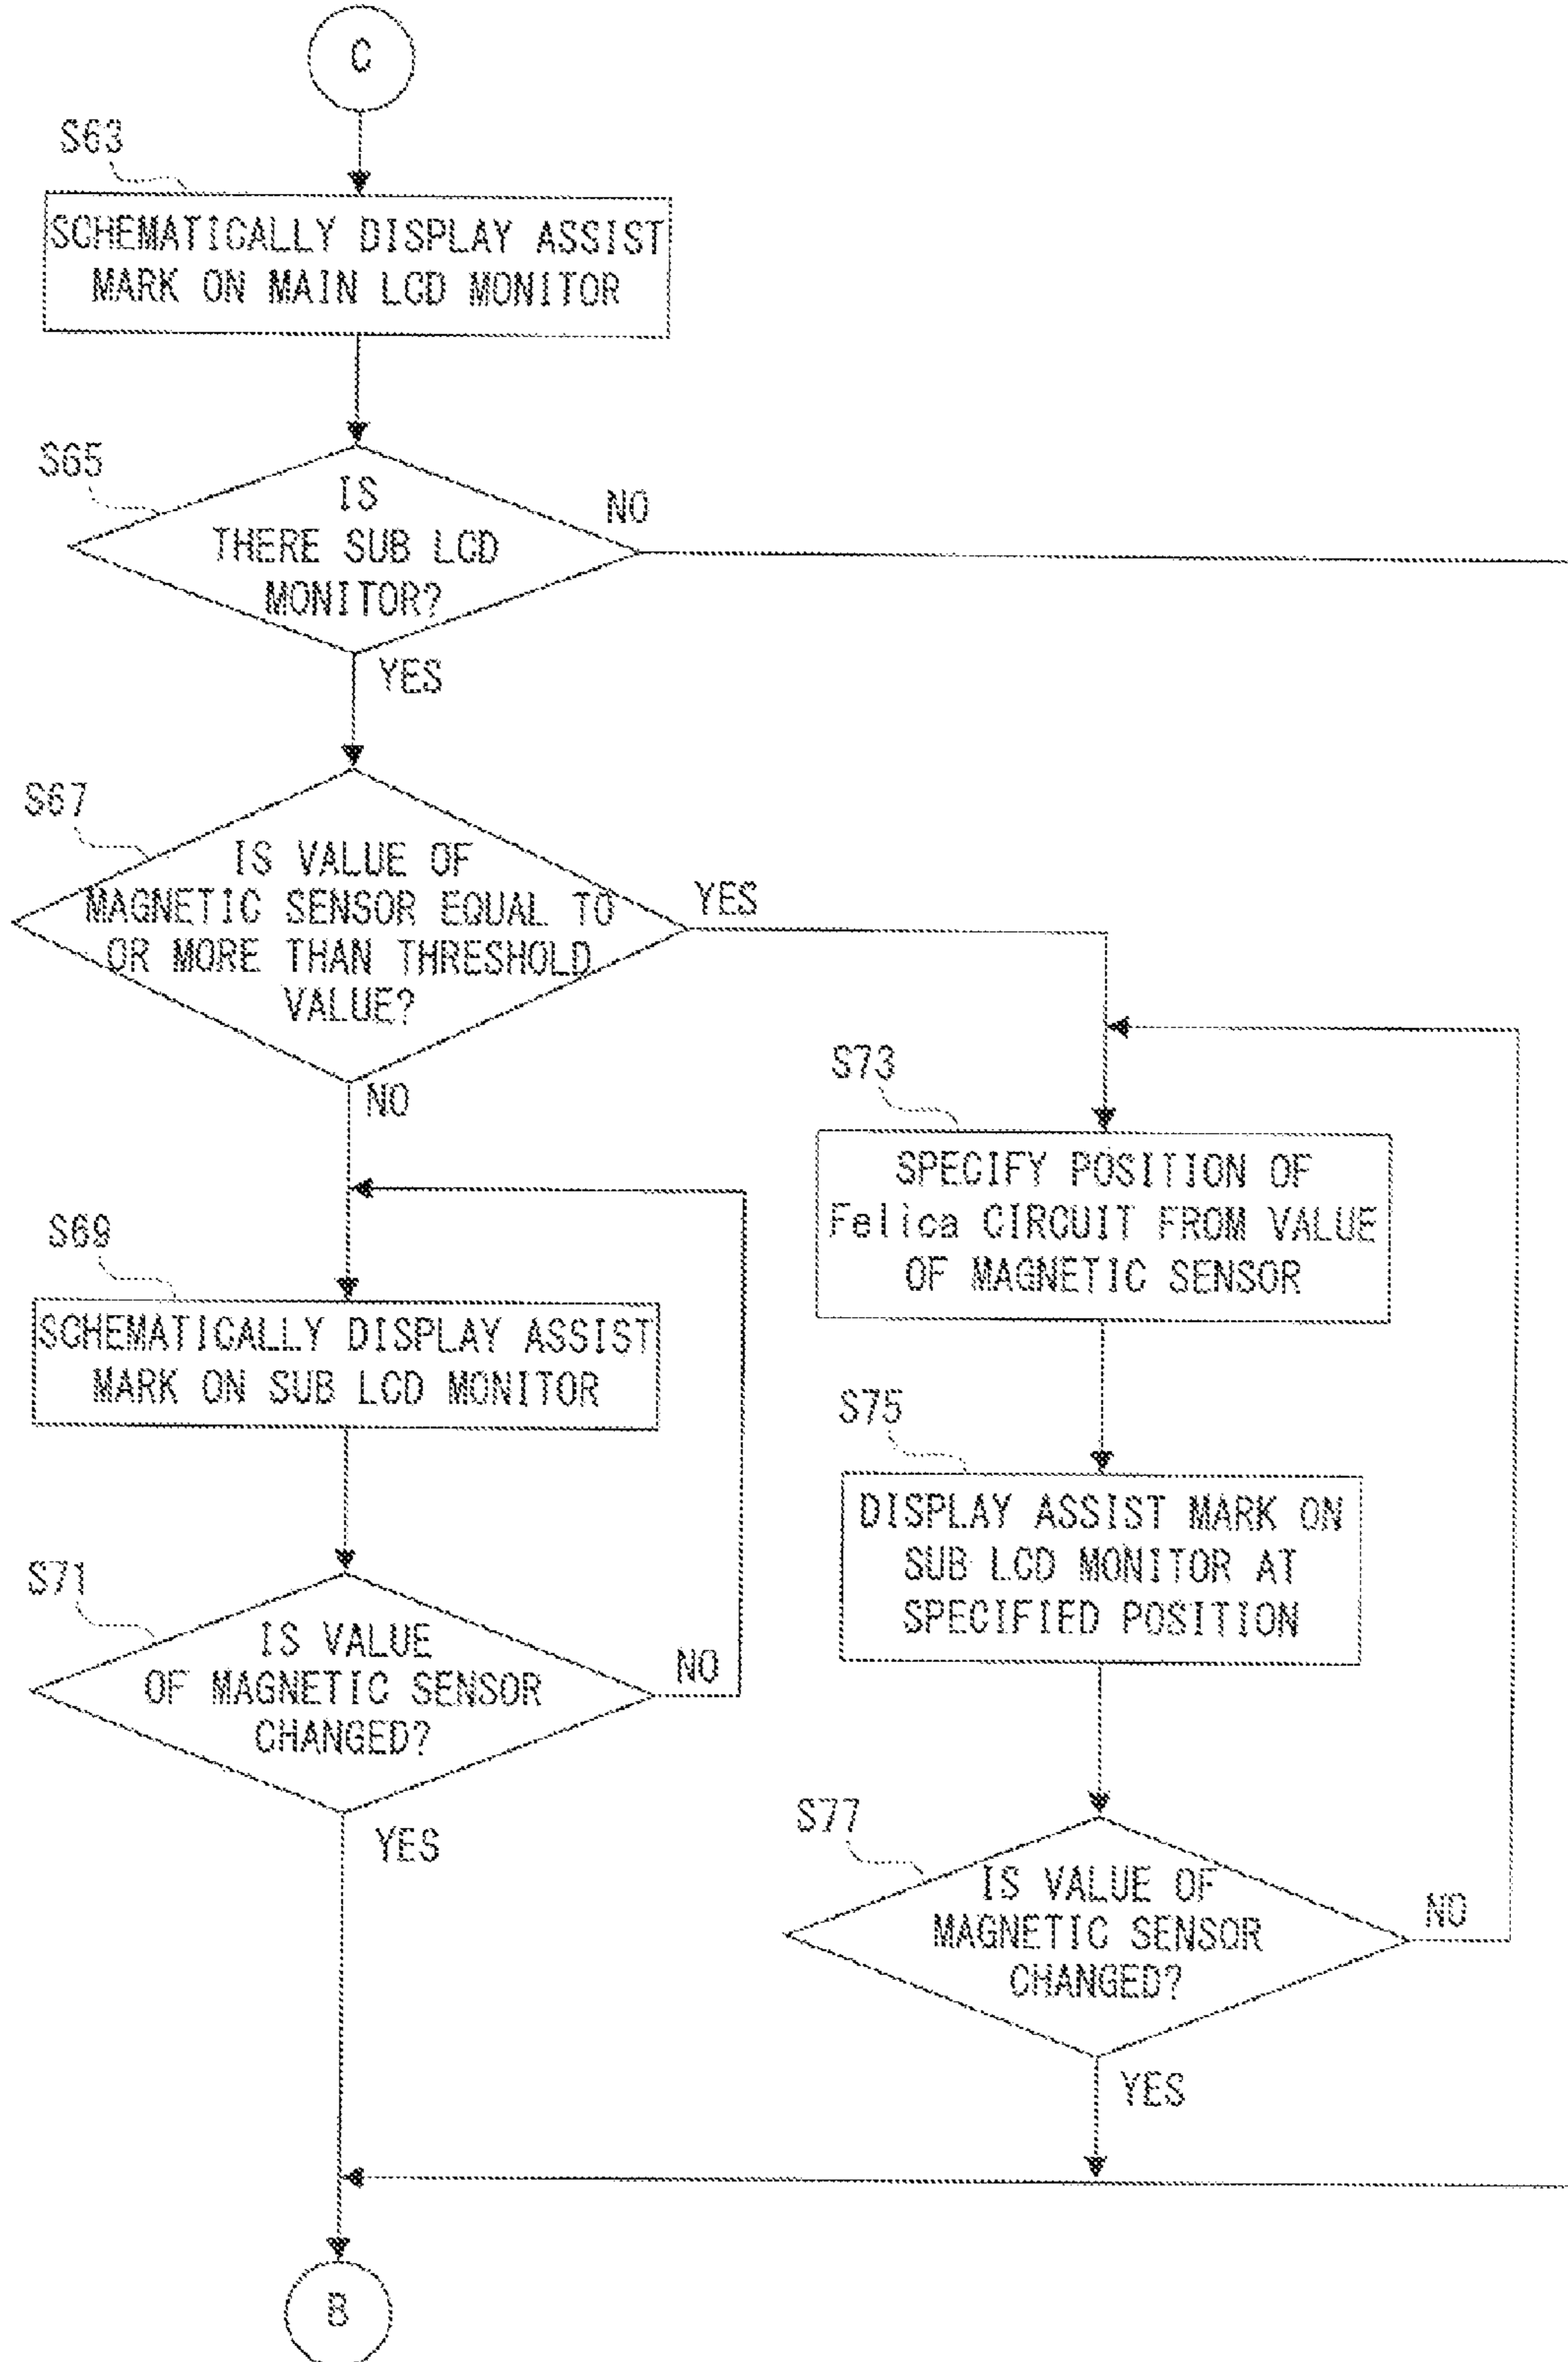 C
S63
SCHEMATICALLY DISPLAY ASSIST
MARK ON MAIN LCD MONITOR
S65
IS
THERE SUB LCD
MONITOR?
NO
YES
S67
IS VALUE OF
MAGNETIC SENSOR EQUAL TO
OR MORE THAN THRESHOLD
VALUE?
YES
NO
S69
SCHEMATICALLY DISPLAY ASSIST
MARK ON SUB LCD MONITOR
S71
IS VALUE
OF MAGNETIC SENSOR
CHANGED?
NO
YES
S73
SPECIFY POSITION OF
Felica CIRCUIT FROM VALUE
OF MAGNETIC SENSOR
S75
DISPLAY ASSIST MARK ON
SUB LCD MONITOR AT
SPECIFIED POSITION
S77
IS VALUE OF
MAGNETIC SENSOR
CHANGED?
NO
YES
B